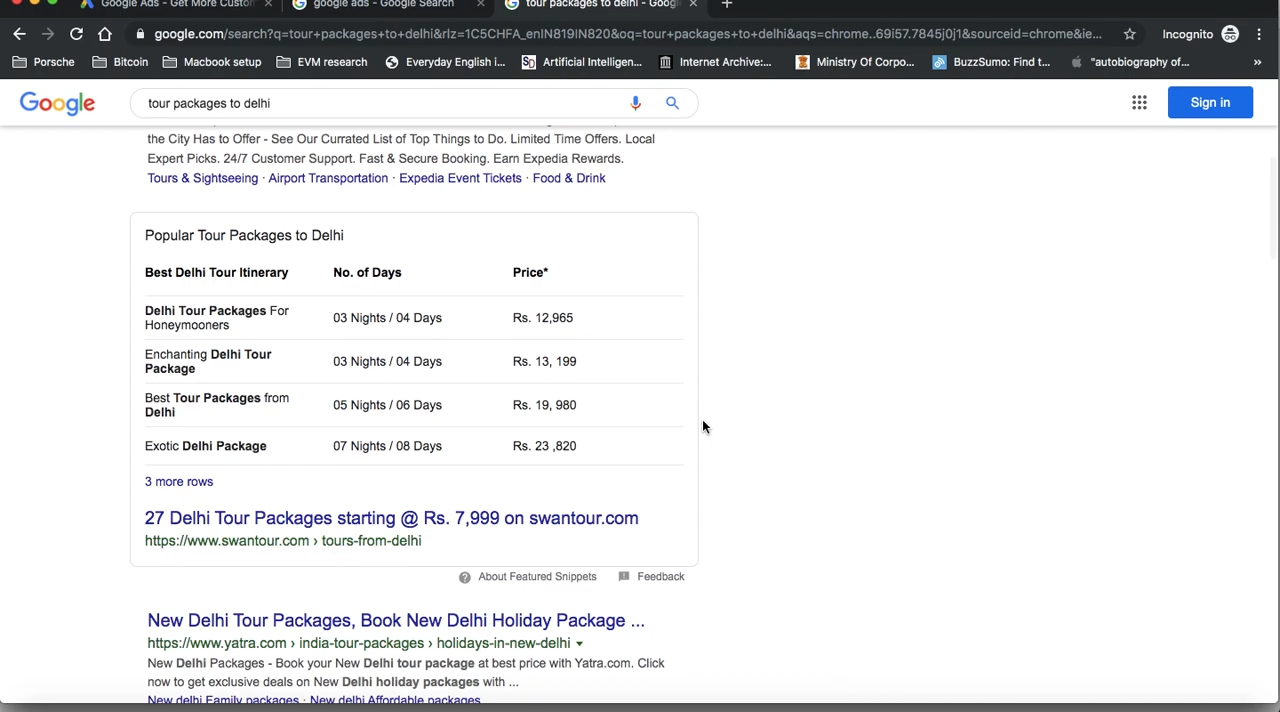 Google Ads - Get More Custom
google ads - Google Search
tour packages to delhi - Googl
google.com/search?q=tour+packages+to+delhi&rlz=1C5CHFA_enIN819IN820&oq=tour+packages+to+delhi&aqs=chrome..69i57.7845j0j1&sourceid=chrome&ie...
Incognito
Porsche
Bitcoin
Macbook setup
EVM research
Everyday English i...
Artificial Intelligen...
Internet Archive:...
Ministry Of Corpo...
BuzzSumo: Find t...
"autobiography of...
»
Google
tour packages to delhi
Sign in
the City Has to Offer - See Our Currated List of Top Things to Do. Limited Time Offers. Local
Expert Picks. 24/7 Customer Support. Fast & Secure Booking. Earn Expedia Rewards.
Tours & Sightseeing · Airport Transportation · Expedia Event Tickets · Food & Drink
Popular Tour Packages to Delhi
Best Delhi Tour Itinerary No. of Days Price*
Delhi Tour Packages For
Honeymooners
03 Nights / 04 Days Rs. 12,965
Enchanting Delhi Tour
Package
03 Nights / 04 Days Rs. 13, 199
Best Tour Packages from
Delhi
05 Nights / 06 Days Rs. 19, 980
Exotic Delhi Package 07 Nights / 08 Days Rs. 23 ,820
3 more rows
27 Delhi Tour Packages starting @ Rs. 7,999 on swantour.com
https://www.swantour.com › tours-from-delhi
About Featured Snippets Feedback
New Delhi Tour Packages, Book New Delhi Holiday Package ...
https://www.yatra.com › india-tour-packages › holidays-in-new-delhi
New Delhi Packages - Book your New Delhi tour package at best price with Yatra.com. Click
now to get exclusive deals on New Delhi holiday packages with ...
New delhi Family packages · New delhi Affordable packages